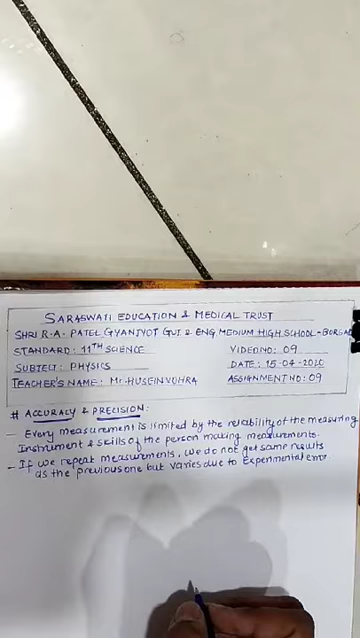 SARASWATI EDUCATION & MEDICAL TRUST
SHRI R.A. PATEL GYANJYOT GUJ & ENG MEDIUM HIGH SCHOOL-BORSAD
STANDARD: 11TH SCIENCE VIDEO NO: 09
SUBJECT: PHYSICS DATE: 15-04-2020
TEACHER'S NAME: Mr. HUSEIN VOHRA ASSIGNMENT NO: 09
# ACCURACY & PRECISION:
– Every measurement is limited by the reliability of the measuring
Instrument & skills of the person making measurements.
– If we repeat measurements, we do not get same results
as the previous one but varies due to experimental error